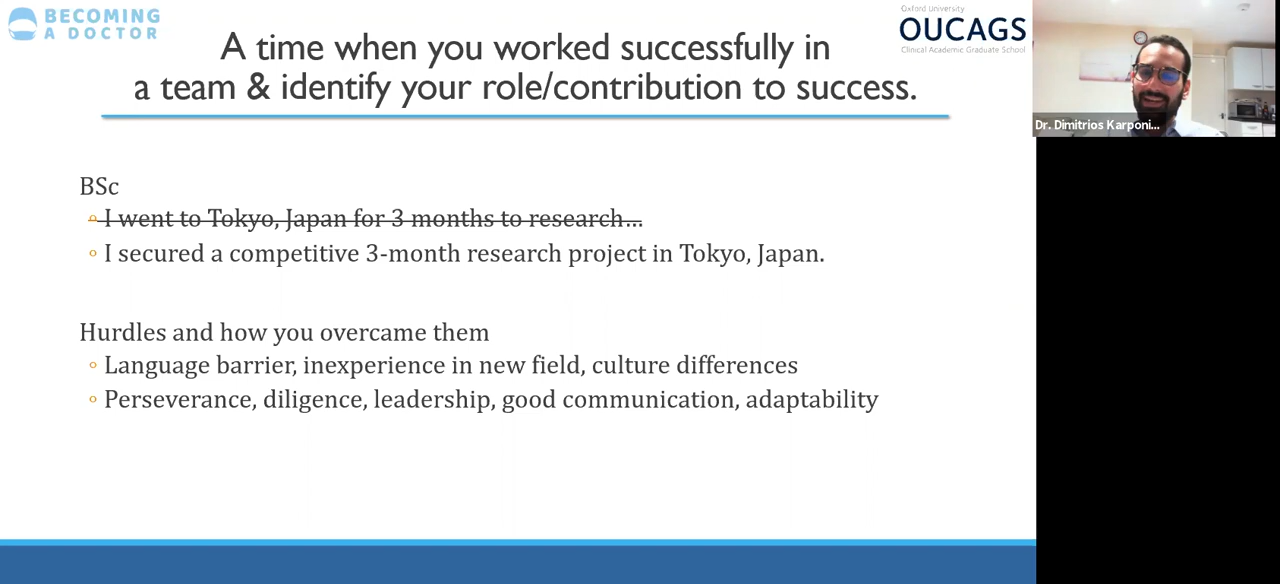 BECOMING
A DOCTOR
Oxford University
OUCAGS
Clinical Academic Graduate School
A time when you worked successfully in
a team & identify your role/contribution to success.
Dr. Dimitrios Karponi...
BSc
I went to Tokyo, Japan for 3 months to research...
I secured a competitive 3-month research project in Tokyo, Japan.
Hurdles and how you overcame them
Language barrier, inexperience in new field, culture differences
Perseverance, diligence, leadership, good communication, adaptability